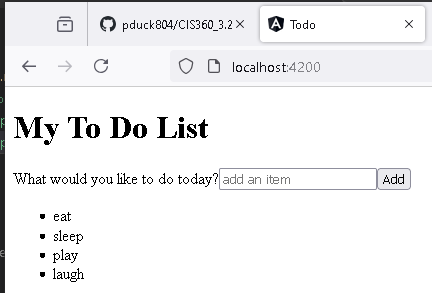 pduck804/CIS360_3.2
Todo
localhost:4200
My To Do List
What would you like to do today? add an item Add
eat
sleep
play
laugh